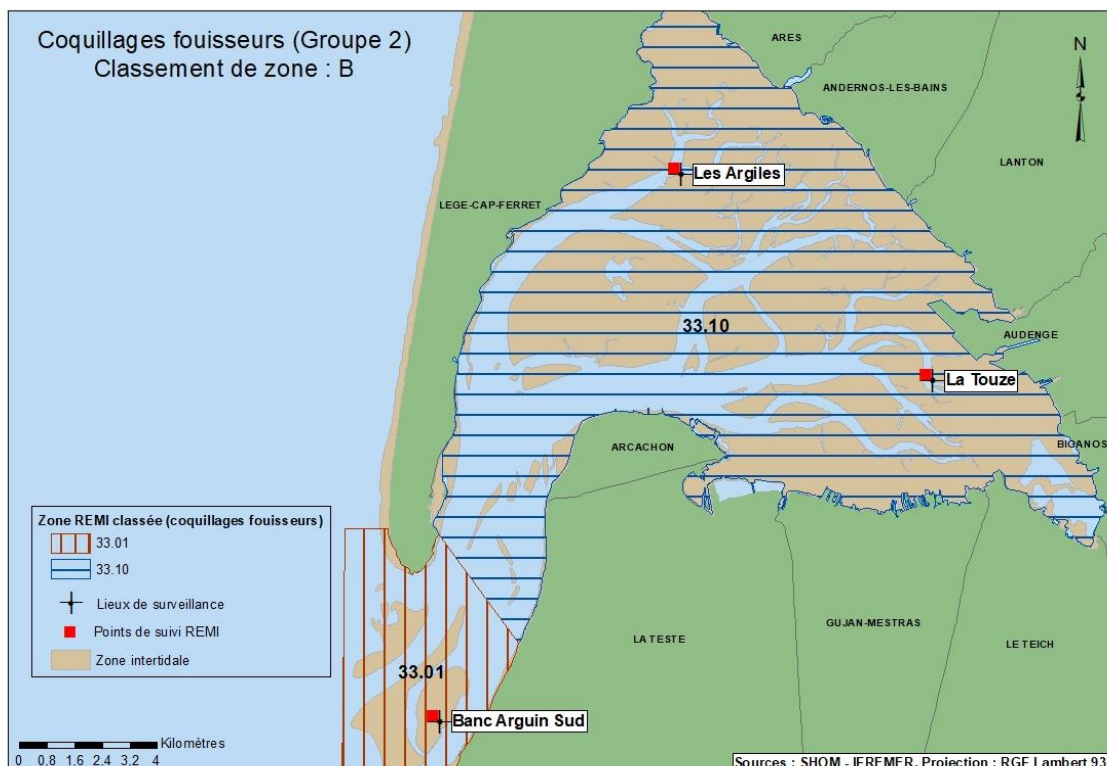 Coquillages fouisseurs (Groupe 2)
Classement de zone : B
N
ARES
ANDERNOS-LES-BAINS
LANTON
Les Argiles
LEGE-CAP-FERRET
33.10
AUDENGE
La Touze
ARCACHON
BIGANOS
Zone REMI classée (coquillages fouisseurs)
33.01
33.10
Lieux de surveillance
Points de suivi REMI
Zone intertidale
LA TESTE
GUJAN-MESTRAS
LE TEICH
33.01
Banc Arguin Sud
Kilomètres
0 0.8 1.6 2.4 3.2 4
Sources : SHOM - IFREMER, Projection : RGF Lambert 93